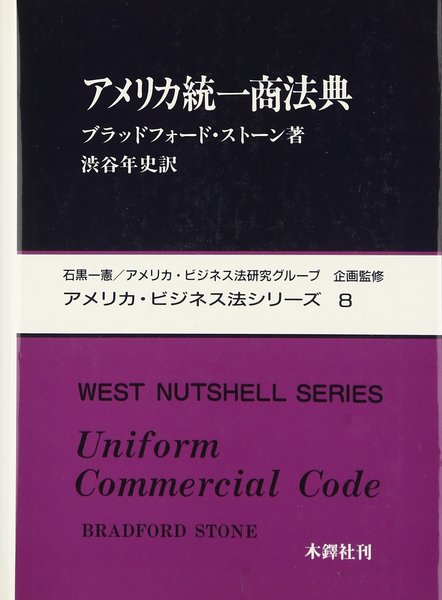 アメリカ統一商法典
ブラッドフォード・ストーン著
渋谷年史訳
石黒一憲／アメリカ・ビジネス法研究グループ 企画監修
アメリカ・ビジネス法シリーズ 8
WEST NUTSHELL SERIES
Uniform
Commercial Code
BRADFORD STONE
木鐸社刊